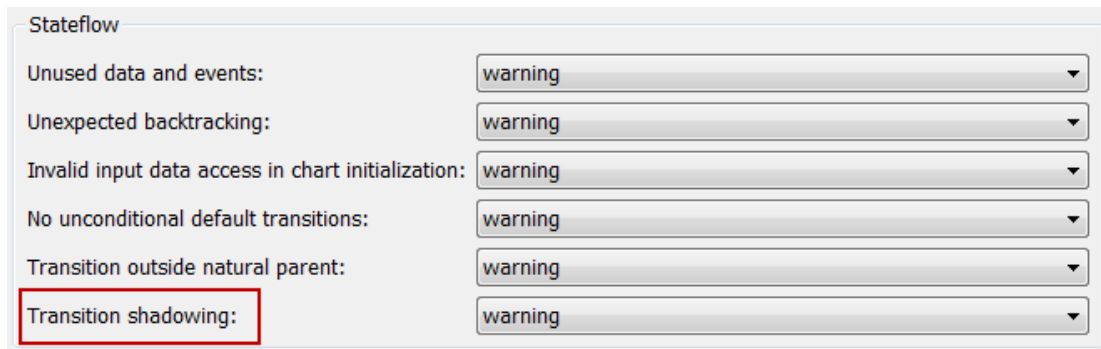 Stateflow
Unused data and events: warning
Unexpected backtracking: warning
Invalid input data access in chart initialization: warning
No unconditional default transitions: warning
Transition outside natural parent: warning
Transition shadowing: warning